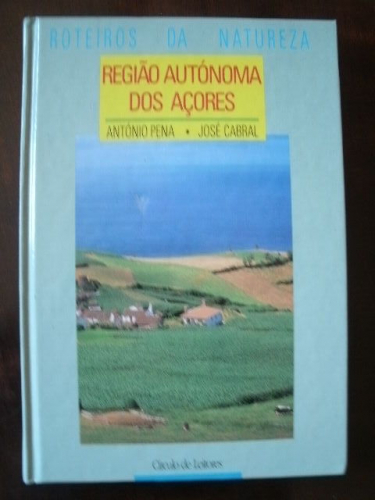 ROTEIROS DA NATUREZA
REGIÃO AUTÓNOMA
DOS AÇORES
ANTÓNIO PENA • JOSÉ CABRAL
Círculo de Leitores